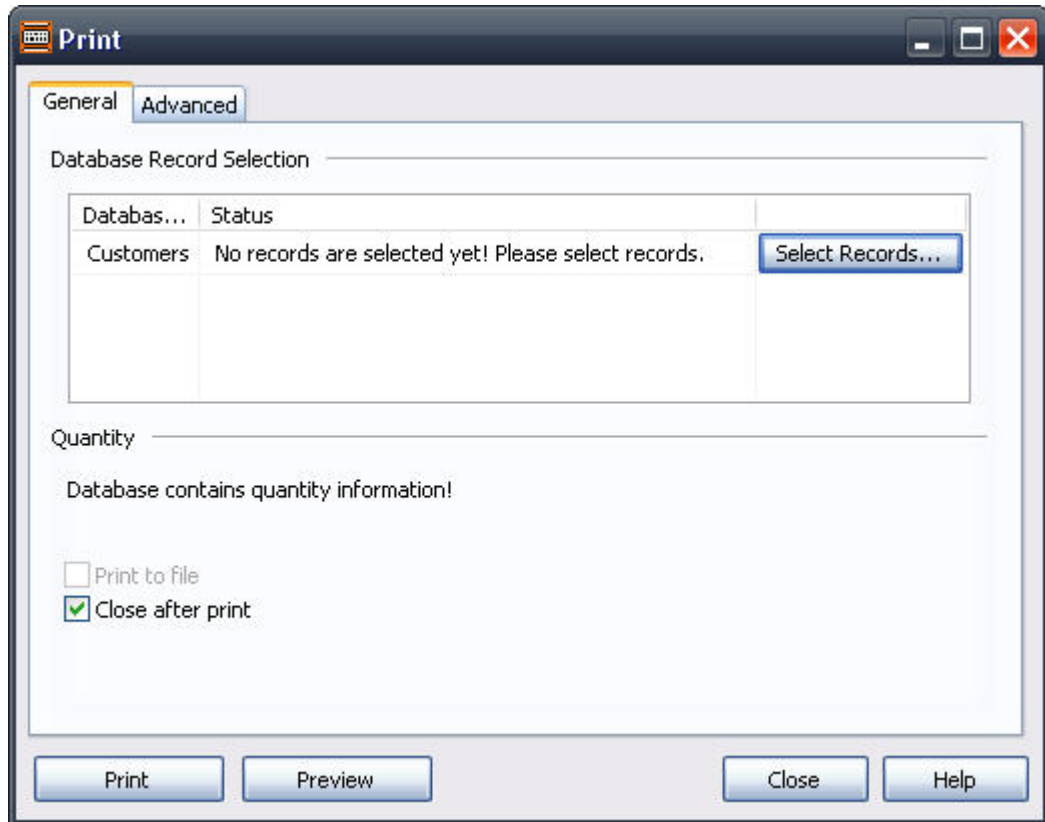 Print
General Advanced
Database Record Selection
Databas... Status
Customers No records are selected yet! Please select records. Select Records...
Quantity
Database contains quantity information!
Print to file
Close after print
Print Preview Close Help